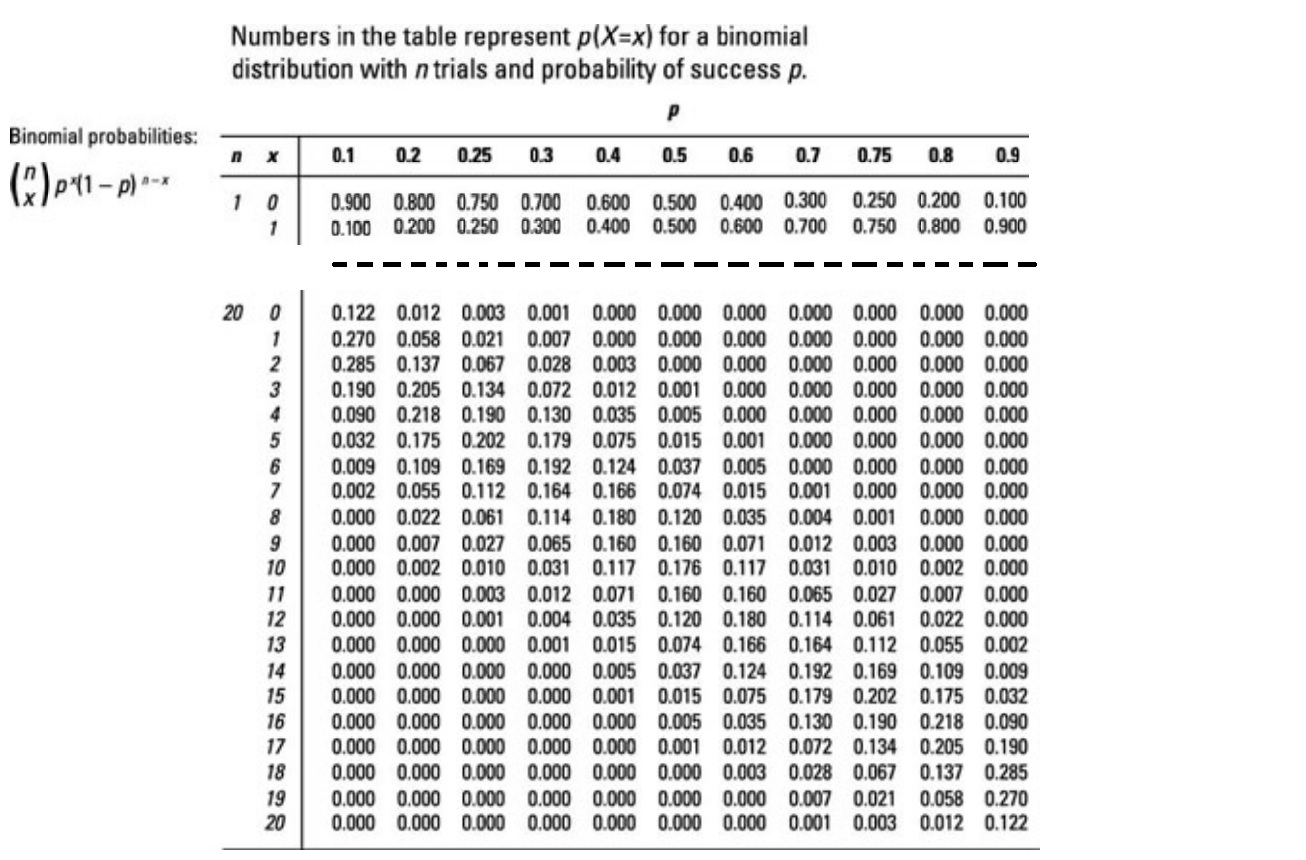 Numbers in the table represent p(X=x) for a binomial
distribution with n trials and probability of success p.
p
Binomial probabilities:
(n x) p^x(1 – p)^n–x
n x 0.1 0.2 0.25 0.3 0.4 0.5 0.6 0.7 0.75 0.8 0.9
1 0 0.900 0.800 0.750 0.700 0.600 0.500 0.400 0.300 0.250 0.200 0.100
1 0.100 0.200 0.250 0.300 0.400 0.500 0.600 0.700 0.750 0.800 0.900
20 0 0.122 0.012 0.003 0.001 0.000 0.000 0.000 0.000 0.000 0.000 0.000
1 0.270 0.058 0.021 0.007 0.000 0.000 0.000 0.000 0.000 0.000 0.000
2 0.285 0.137 0.067 0.028 0.003 0.000 0.000 0.000 0.000 0.000 0.000
3 0.190 0.205 0.134 0.072 0.012 0.001 0.000 0.000 0.000 0.000 0.000
4 0.090 0.218 0.190 0.130 0.035 0.005 0.000 0.000 0.000 0.000 0.000
5 0.032 0.175 0.202 0.179 0.075 0.015 0.001 0.000 0.000 0.000 0.000
6 0.009 0.109 0.169 0.192 0.124 0.037 0.005 0.000 0.000 0.000 0.000
7 0.002 0.055 0.112 0.164 0.166 0.074 0.015 0.001 0.000 0.000 0.000
8 0.000 0.022 0.061 0.114 0.180 0.120 0.035 0.004 0.001 0.000 0.000
9 0.000 0.007 0.027 0.065 0.160 0.160 0.071 0.012 0.003 0.000 0.000
10 0.000 0.002 0.010 0.031 0.117 0.176 0.117 0.031 0.010 0.002 0.000
11 0.000 0.000 0.003 0.012 0.071 0.160 0.160 0.065 0.027 0.007 0.000
12 0.000 0.000 0.001 0.004 0.035 0.120 0.180 0.114 0.061 0.022 0.000
13 0.000 0.000 0.000 0.001 0.015 0.074 0.166 0.164 0.112 0.055 0.002
14 0.000 0.000 0.000 0.000 0.005 0.037 0.124 0.192 0.169 0.109 0.009
15 0.000 0.000 0.000 0.000 0.001 0.015 0.075 0.179 0.202 0.175 0.032
16 0.000 0.000 0.000 0.000 0.000 0.005 0.035 0.130 0.190 0.218 0.090
17 0.000 0.000 0.000 0.000 0.000 0.001 0.012 0.072 0.134 0.205 0.190
18 0.000 0.000 0.000 0.000 0.000 0.000 0.003 0.028 0.067 0.137 0.285
19 0.000 0.000 0.000 0.000 0.000 0.000 0.000 0.007 0.021 0.058 0.270
20 0.000 0.000 0.000 0.000 0.000 0.000 0.000 0.001 0.003 0.012 0.122